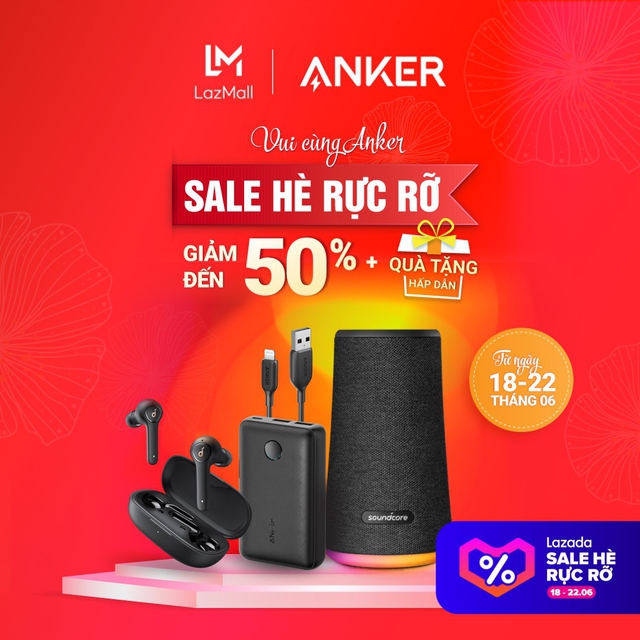 LM
LazMall
ANKER
Vui cùng Anker
SALE HÈ RỰC RỠ
GIẢM
ĐẾN
50%
+
QUÀ TẶNG
HẤP DẪN
Từ ngày
18-22
THÁNG 06
ANKER
soundcore
%
Lazada
SALE HÈ
RỰC RỠ
18 - 22.06